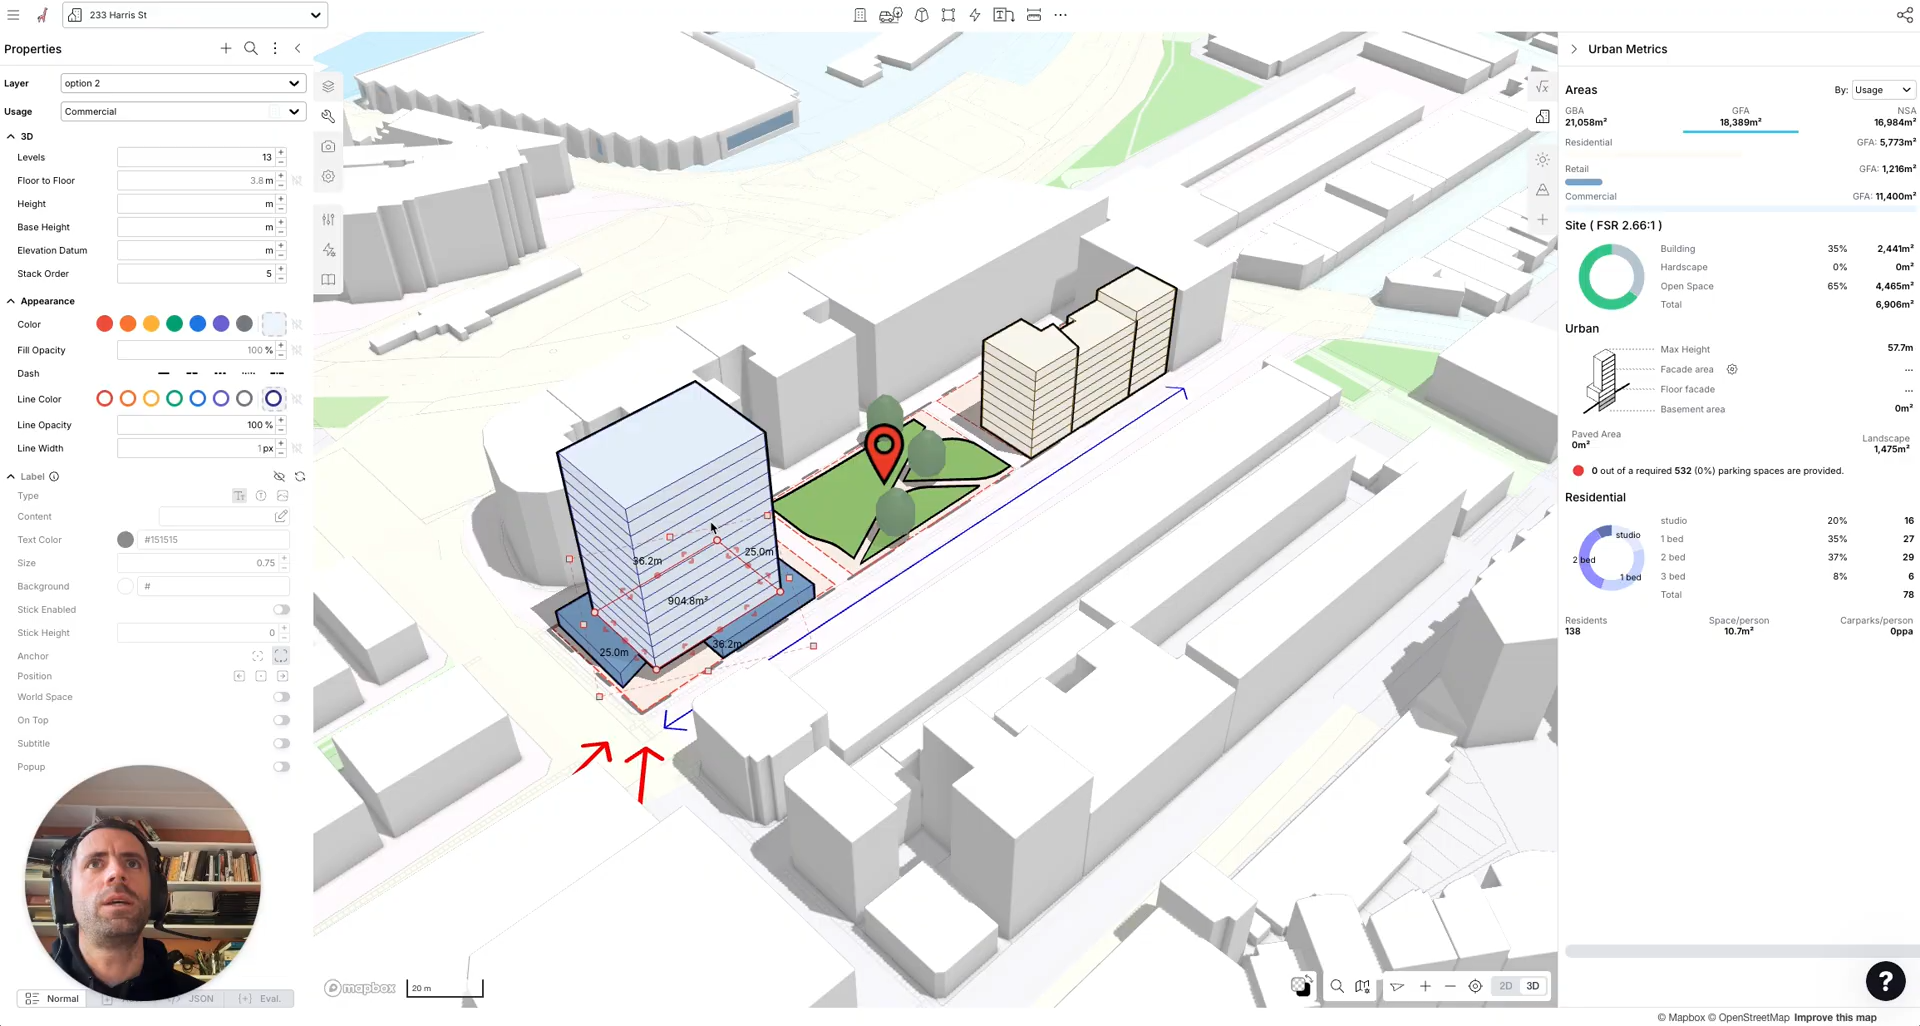 233 Harris St
Properties
Layer
option 2
Usage
Commercial
3D
Levels
13
Floor to Floor
3.8 m
Height
m
Base Height
m
Elevation Datum
m
Stack Order
5
Appearance
Color
Fill Opacity
100 %
Dash
Line Color
Line Opacity
100 %
Line Width
1 px
Label
Type
Content
Text Color
#151515
Size
0.75
Background
#
Stick Enabled
Stick Height
0
Anchor
Position
World Space
On Top
Subtitle
Popup
Normal
JSON
Eval.
36.2m
25.0m
904.8m²
36.2m
25.0m
mapbox
20 m
2D
3D
Urban Metrics
Areas
By:
Usage
GBA
GFA
NSA
21,058m²
18,389m²
16,984m²
Residential
GFA: 5,773m²
Retail
GFA: 1,216m²
Commercial
GFA: 11,400m²
Site ( FSR 2.66:1 )
Building
35%
2,441m²
Hardscape
0%
0m²
Open Space
65%
4,465m²
Total
6,906m²
Urban
Max Height
57.7m
Facade area
...
Floor facade
...
Basement area
0m²
Paved Area
0m²
Landscape
1,475m²
0 out of a required 532 (0%) parking spaces are provided.
Residential
studio
20%
16
1 bed
35%
27
2 bed
37%
29
3 bed
8%
6
Total
78
studio
2 bed
1 bed
Residents
138
Space/person
10.7m²
Carparks/person
0ppa
?
© Mapbox © OpenStreetMap Improve this map